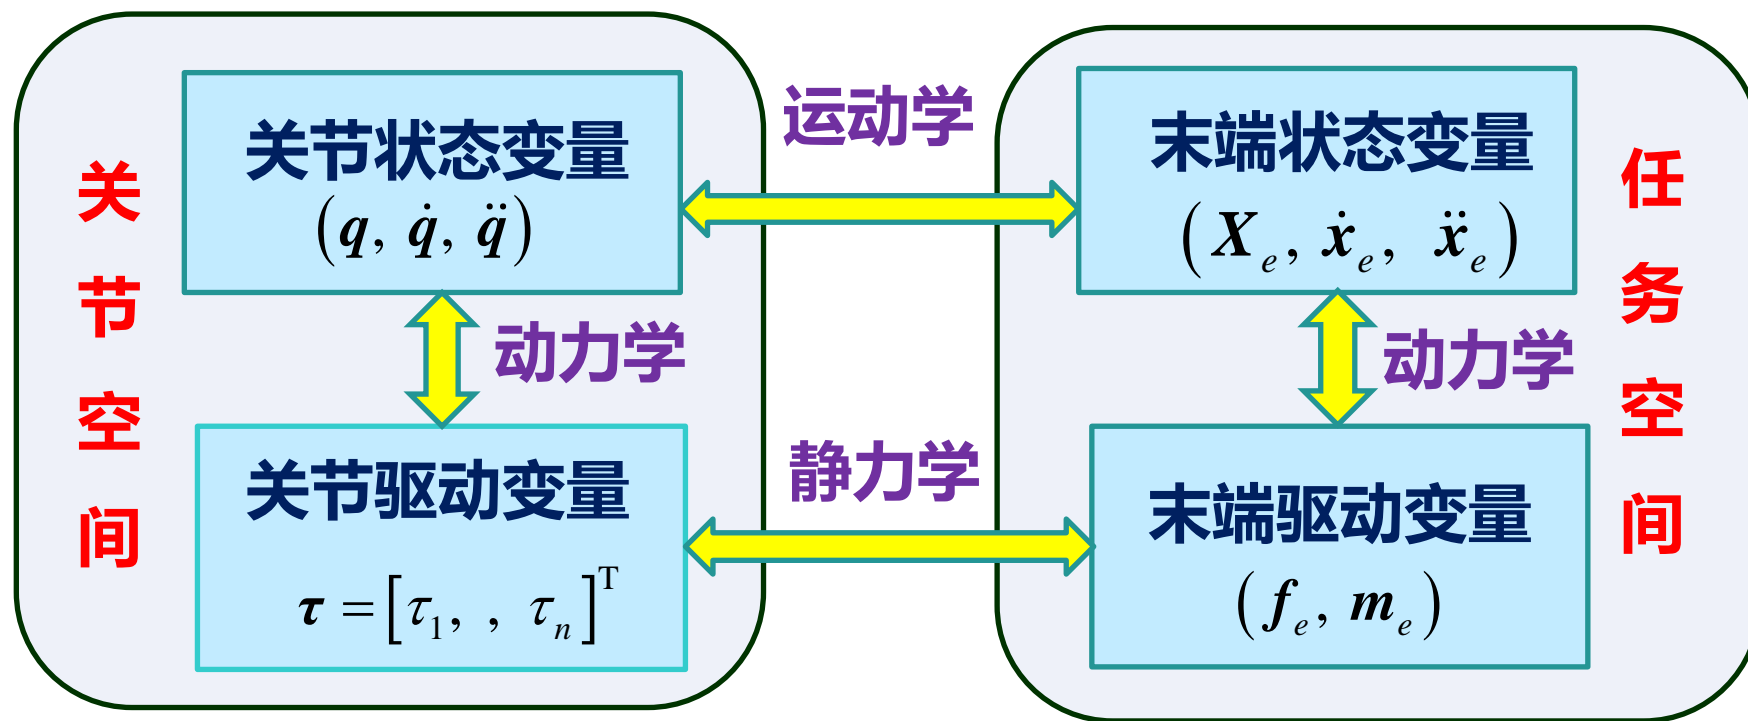 关节空间
关节状态变量
(q, q̇, q̈)
动力学
关节驱动变量
τ = [τ₁, , τₙ]ᵀ
运动学
静力学
末端状态变量
(Xₑ, ẋₑ, ẍₑ)
动力学
末端驱动变量
(fₑ, mₑ)
任务空间